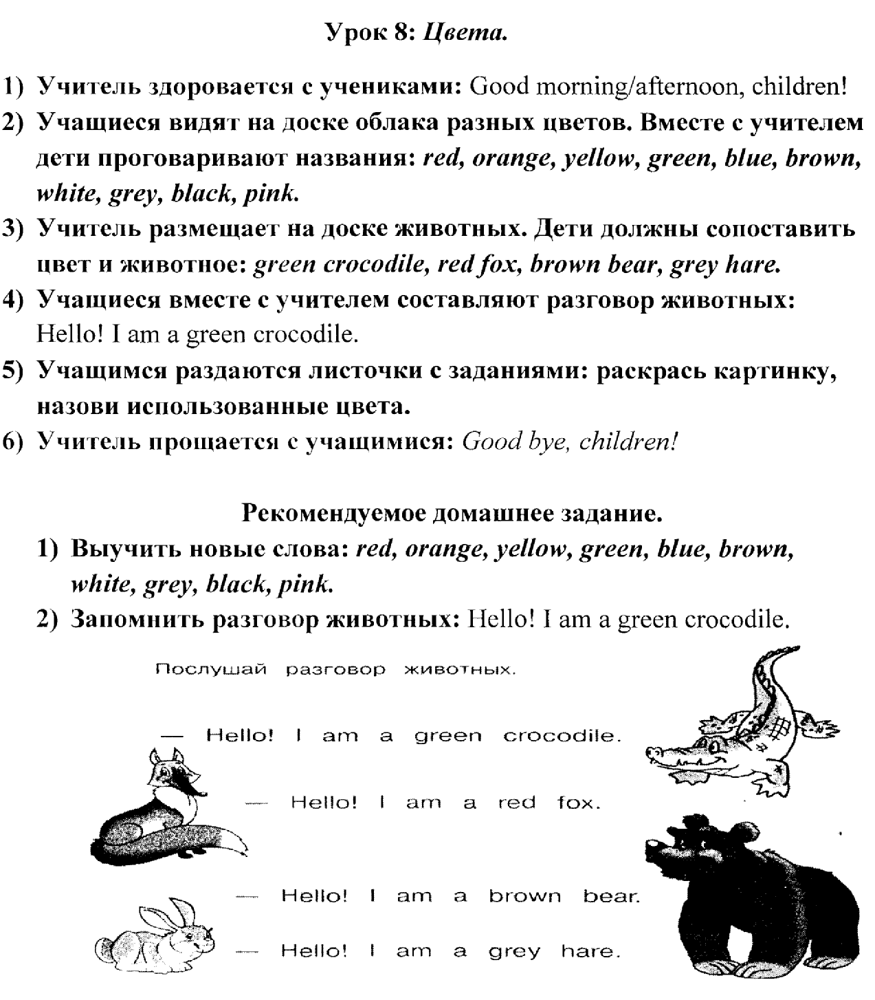 Урок 8: Цвета.
1) Учитель здоровается с учениками: Good morning/afternoon, children!
2) Учащиеся видят на доске облака разных цветов. Вместе с учителем
дети проговаривают названия: red, orange, yellow, green, blue, brown,
white, grey, black, pink.
3) Учитель размещает на доске животных. Дети должны сопоставить
цвет и животное: green crocodile, red fox, brown bear, grey hare.
4) Учащиеся вместе с учителем составляют разговор животных:
Hello! I am a green crocodile.
5) Учащимся раздаются листочки с заданиями: раскрась картинку,
назови использованные цвета.
6) Учитель прощается с учащимися: Good bye, children!
Рекомендуемое домашнее задание.
1) Выучить новые слова: red, orange, yellow, green, blue, brown,
white, grey, black, pink.
2) Запомнить разговор животных: Hello! I am a green crocodile.
Послушай разговор животных.
— Hello! I am a green crocodile.
— Hello! I am a red fox.
— Hello! I am a brown bear.
— Hello! I am a grey hare.